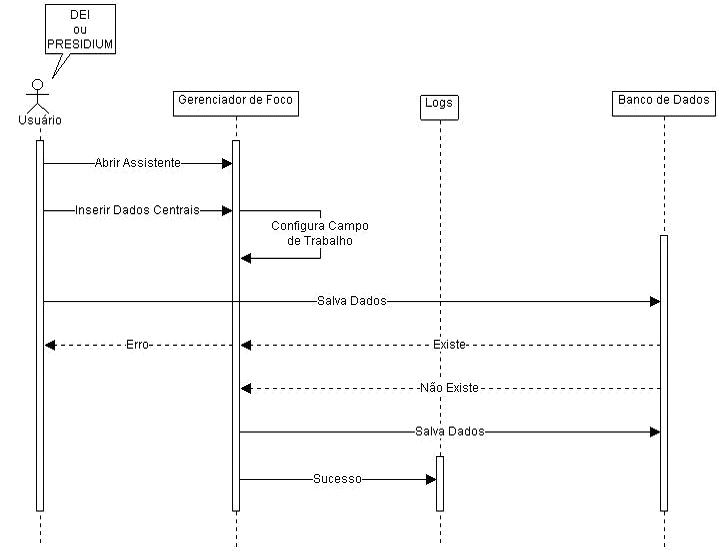 DEI
ou
PRESIDIUM
Usuário
Gerenciador de Foco
Logs
Banco de Dados
Abrir Assistente
Inserir Dados Centrais
Configura Campo
de Trabalho
Salva Dados
Erro
Existe
Não Existe
Salva Dados
Sucesso